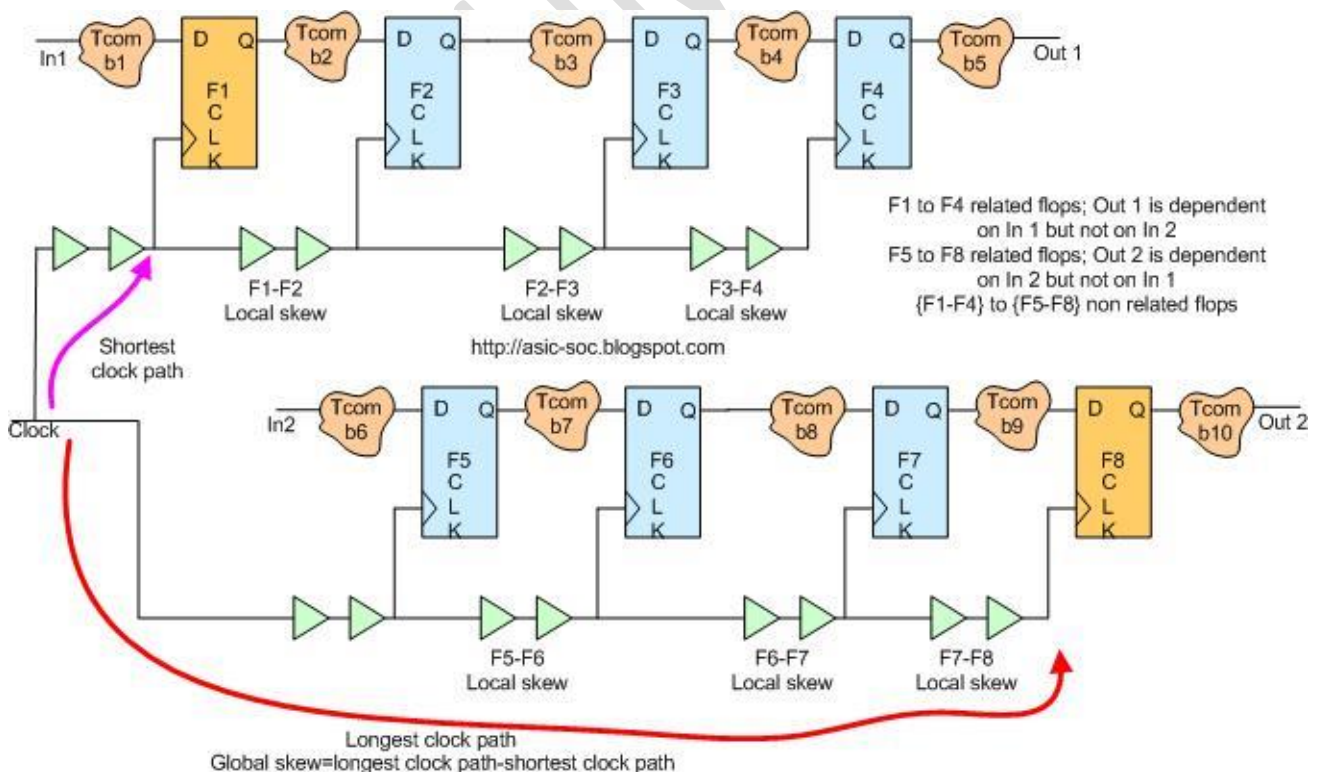 In1
Tcom
b1
D Q
F1
C
L
K
Tcom
b2
D Q
F2
C
L
K
Tcom
b3
D Q
F3
C
L
K
Tcom
b4
D Q
F4
C
L
K
Tcom
b5
Out 1
F1 to F4 related flops; Out 1 is dependent
on In 1 but not on In 2
F5 to F8 related flops; Out 2 is dependent
on In 2 but not on In 1
{F1-F4} to {F5-F8} non related flops
F1-F2
Local skew
F2-F3
Local skew
F3-F4
Local skew
Shortest
clock path
http://asic-soc.blogspot.com
Clock
In2
Tcom
b6
D Q
F5
C
L
K
Tcom
b7
D Q
F6
C
L
K
Tcom
b8
D Q
F7
C
L
K
Tcom
b9
D Q
F8
C
L
K
Tcom
b10
Out 2
F5-F6
Local skew
F6-F7
Local skew
F7-F8
Local skew
Longest clock path
Global skew=longest clock path-shortest clock path